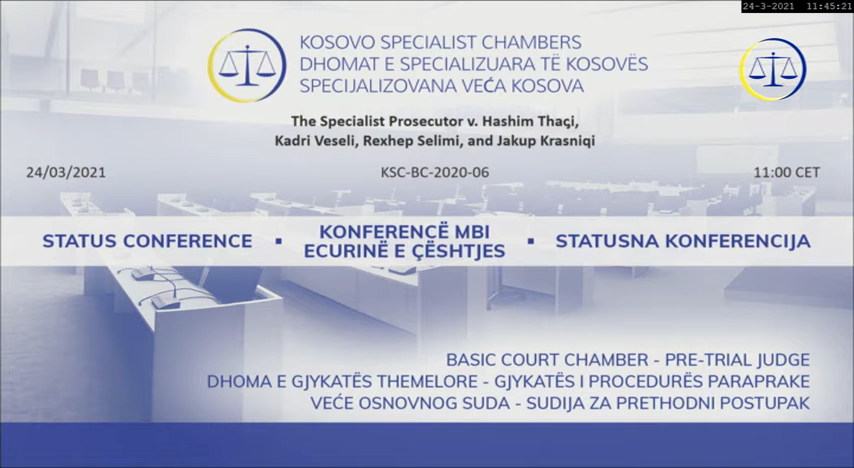 24-3-2021 11:45:21
KOSOVO SPECIALIST CHAMBERS
DHOMAT E SPECIALIZUARA TË KOSOVËS
SPECIJALIZOVANA VEĆA KOSOVA
The Specialist Prosecutor v. Hashim Thaçi,
Kadri Veseli, Rexhep Selimi, and Jakup Krasniqi
24/03/2021 KSC-BC-2020-06 11:00 CET
STATUS CONFERENCE ▪ KONFERENCË MBI
ECURINË E ÇËSHTJES ▪ STATUSNA KONFERENCIJA
BASIC COURT CHAMBER - PRE-TRIAL JUDGE
DHOMA E GJYKATËS THEMELORE - GJYKATËS I PROCEDURËS PARAPRAKE
VEĆE OSNOVNOG SUDA - SUDIJA ZA PRETHODNI POSTUPAK